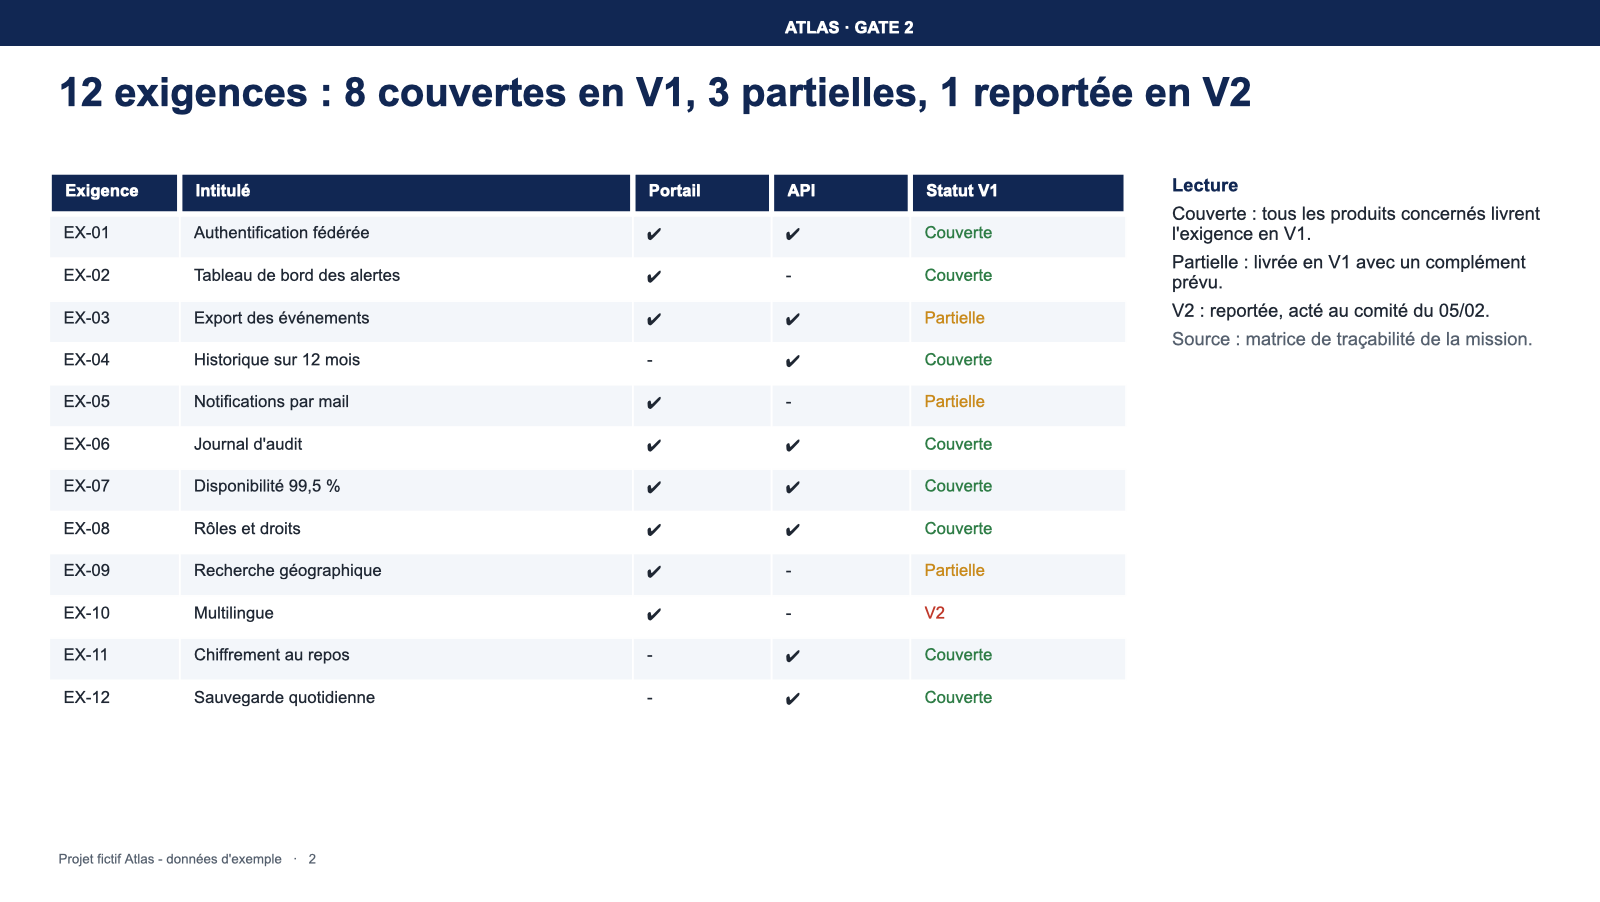 ATLAS · GATE 2
12 exigences : 8 couvertes en V1, 3 partielles, 1 reportée en V2
Exigence Intitulé Portail API Statut V1
EX-01 Authentification fédérée ✔ ✔ Couverte
EX-02 Tableau de bord des alertes ✔ - Couverte
EX-03 Export des événements ✔ ✔ Partielle
EX-04 Historique sur 12 mois - ✔ Couverte
EX-05 Notifications par mail ✔ - Partielle
EX-06 Journal d'audit ✔ ✔ Couverte
EX-07 Disponibilité 99,5 % ✔ ✔ Couverte
EX-08 Rôles et droits ✔ ✔ Couverte
EX-09 Recherche géographique ✔ - Partielle
EX-10 Multilingue ✔ - V2
EX-11 Chiffrement au repos - ✔ Couverte
EX-12 Sauvegarde quotidienne - ✔ Couverte
Lecture
Couverte : tous les produits concernés livrent
l'exigence en V1.
Partielle : livrée en V1 avec un complément
prévu.
V2 : reportée, acté au comité du 05/02.
Source : matrice de traçabilité de la mission.
Projet fictif Atlas - données d'exemple · 2